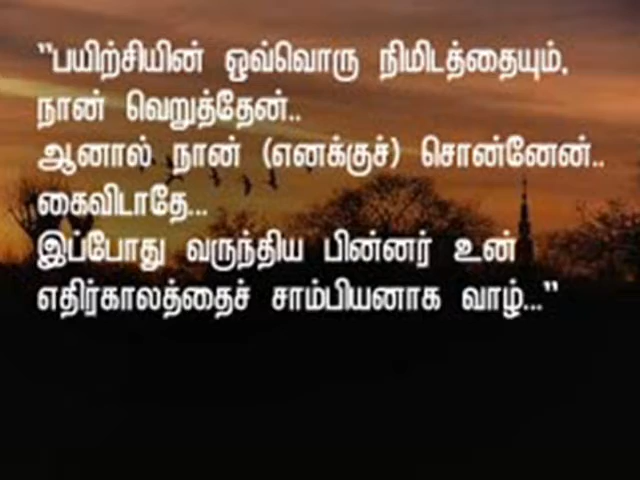 "பயிற்சியின் ஒவ்வொரு நிமிடத்தையும்,
நான் வெறுத்தேன்..
ஆனால் நான் (எனக்குச்) சொன்னேன்..
கைவிடாதே...
இப்போது வருந்திய பின்னர் உன்
எதிர்காலத்தைச் சாம்பியனாக வாழ்..."